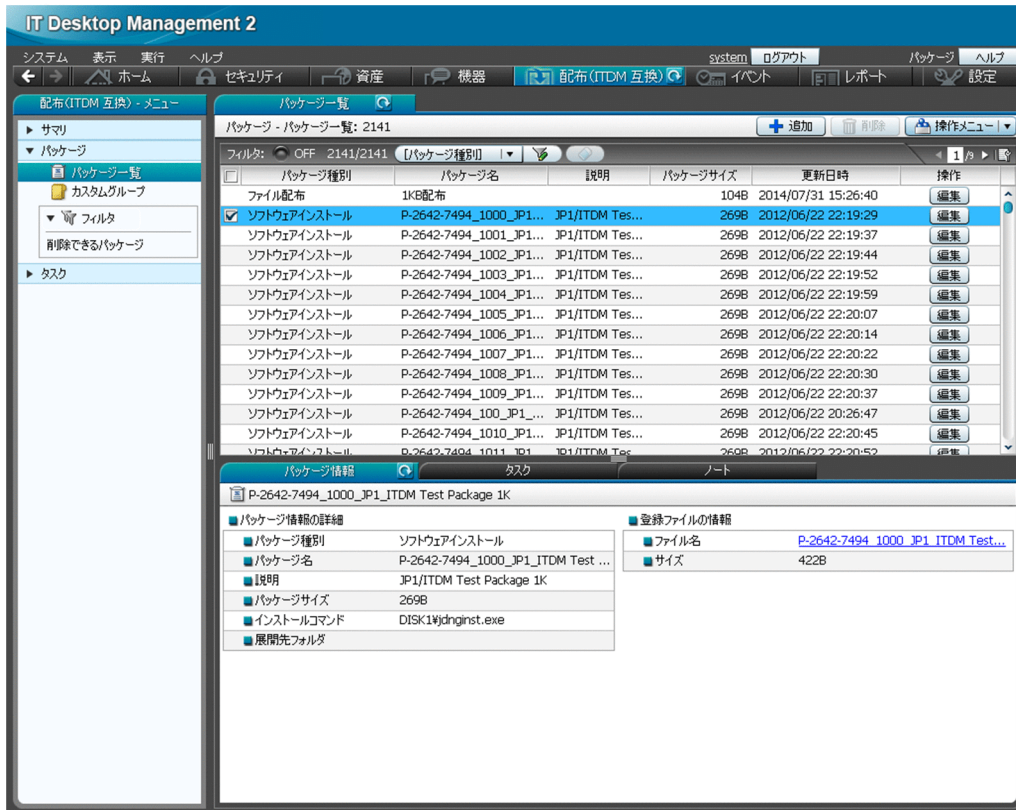 IT Desktop Management 2
システム 表示 実行 ヘルプ system ログアウト パッケージ ヘルプ
ホーム セキュリティ 資産 機器 配布(ITDM 互換) イベント レポート 設定
配布(ITDM 互換) - メニュー
サマリ
パッケージ
パッケージ一覧
カスタムグループ
フィルタ
削除できるパッケージ
タスク
パッケージ一覧
パッケージ - パッケージ一覧: 2141 追加 削除 操作メニュー
フィルタ: OFF 2141/2141 [パッケージ種別] 1 /9
パッケージ種別 パッケージ名 説明 パッケージサイズ 更新日時 操作
ファイル配布 1KB配布 104B 2014/07/31 15:26:40 編集
ソフトウェアインストール P-2642-7494_1000_JP1... JP1/ITDM Tes... 269B 2012/06/22 22:19:29 編集
ソフトウェアインストール P-2642-7494_1001_JP1... JP1/ITDM Tes... 269B 2012/06/22 22:19:37 編集
ソフトウェアインストール P-2642-7494_1002_JP1... JP1/ITDM Tes... 269B 2012/06/22 22:19:44 編集
ソフトウェアインストール P-2642-7494_1003_JP1... JP1/ITDM Tes... 269B 2012/06/22 22:19:52 編集
ソフトウェアインストール P-2642-7494_1004_JP1... JP1/ITDM Tes... 269B 2012/06/22 22:19:59 編集
ソフトウェアインストール P-2642-7494_1005_JP1... JP1/ITDM Tes... 269B 2012/06/22 22:20:07 編集
ソフトウェアインストール P-2642-7494_1006_JP1... JP1/ITDM Tes... 269B 2012/06/22 22:20:14 編集
ソフトウェアインストール P-2642-7494_1007_JP1... JP1/ITDM Tes... 269B 2012/06/22 22:20:22 編集
ソフトウェアインストール P-2642-7494_1008_JP1... JP1/ITDM Tes... 269B 2012/06/22 22:20:30 編集
ソフトウェアインストール P-2642-7494_1009_JP1... JP1/ITDM Tes... 269B 2012/06/22 22:20:37 編集
ソフトウェアインストール P-2642-7494_100_JP1_... JP1/ITDM Tes... 269B 2012/06/22 20:26:47 編集
ソフトウェアインストール P-2642-7494_1010_JP1... JP1/ITDM Tes... 269B 2012/06/22 22:20:45 編集
ソフトウェアインストール P-2642-7494_1011_JP1... JP1/ITDM Tes... 269B 2012/06/22 22:20:52 編集
パッケージ情報 タスク ノート
P-2642-7494_1000_JP1_ITDM Test Package 1K
パッケージ情報の詳細
パッケージ種別 ソフトウェアインストール
パッケージ名 P-2642-7494_1000_JP1_ITDM Test ...
説明 JP1/ITDM Test Package 1K
パッケージサイズ 269B
インストールコマンド DISK1¥jdnginst.exe
展開先フォルダ
登録ファイルの情報
ファイル名 P-2642-7494_1000_JP1_ITDM Test...
サイズ 422B